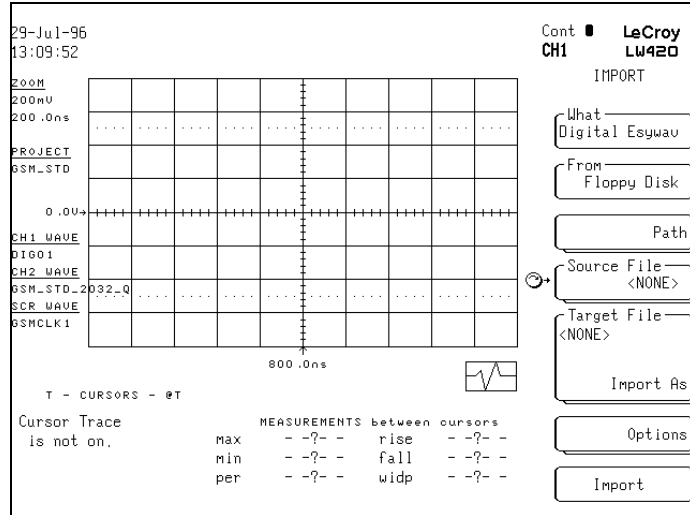 29-Jul-96
13:09:52
Cont
LeCroy
CH1
LW420
ZOOM
200mV
200.0ns
PROJECT
GSM_STD
0.0V
CH1 WAVE
DIGO1
CH2 WAVE
GSM_STD_2032_Q
SCR WAVE
GSMCLK1
800.0ns
T - CURSORS - @T
Cursor Trace
is not on.
MEASUREMENTS between cursors
max - -?- - rise - -?- -
min - -?- - fall - -?- -
per - -?- - widp - -?- -
IMPORT
What
Digital Esywav
From
Floppy Disk
Path
Source File
<NONE>
Target File
<NONE>
Import As
Options
Import